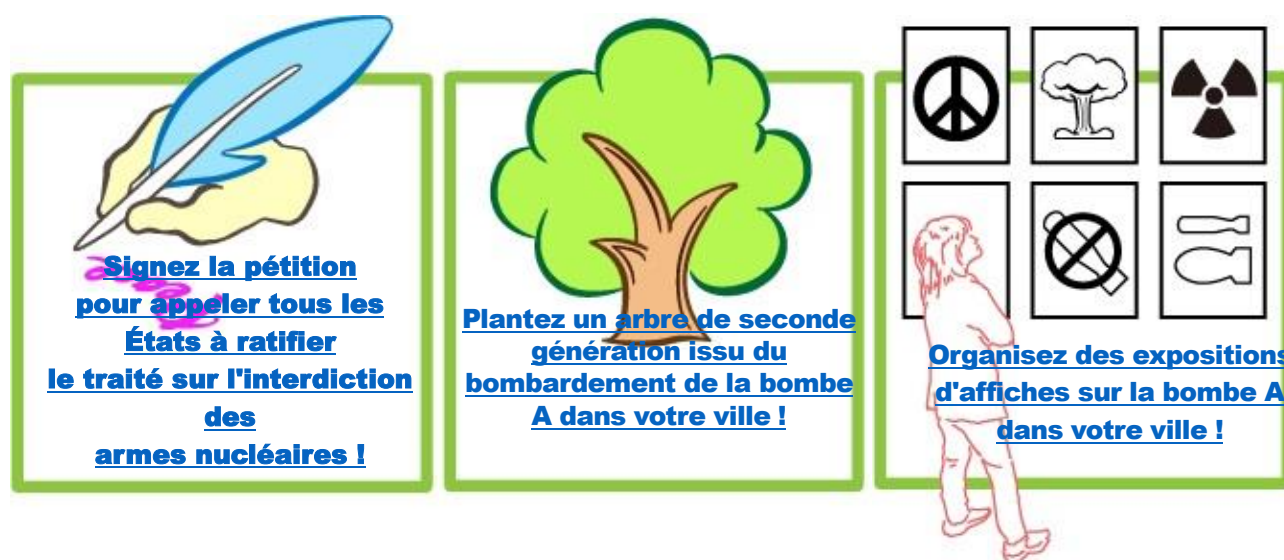 Signez la pétition
pour appeler tous les
États à ratifier
le traité sur l'interdiction
des
armes nucléaires !
Plantez un arbre de seconde
génération issu du
bombardement de la bombe
A dans votre ville !
Organisez des expositions
d'affiches sur la bombe A
dans votre ville !